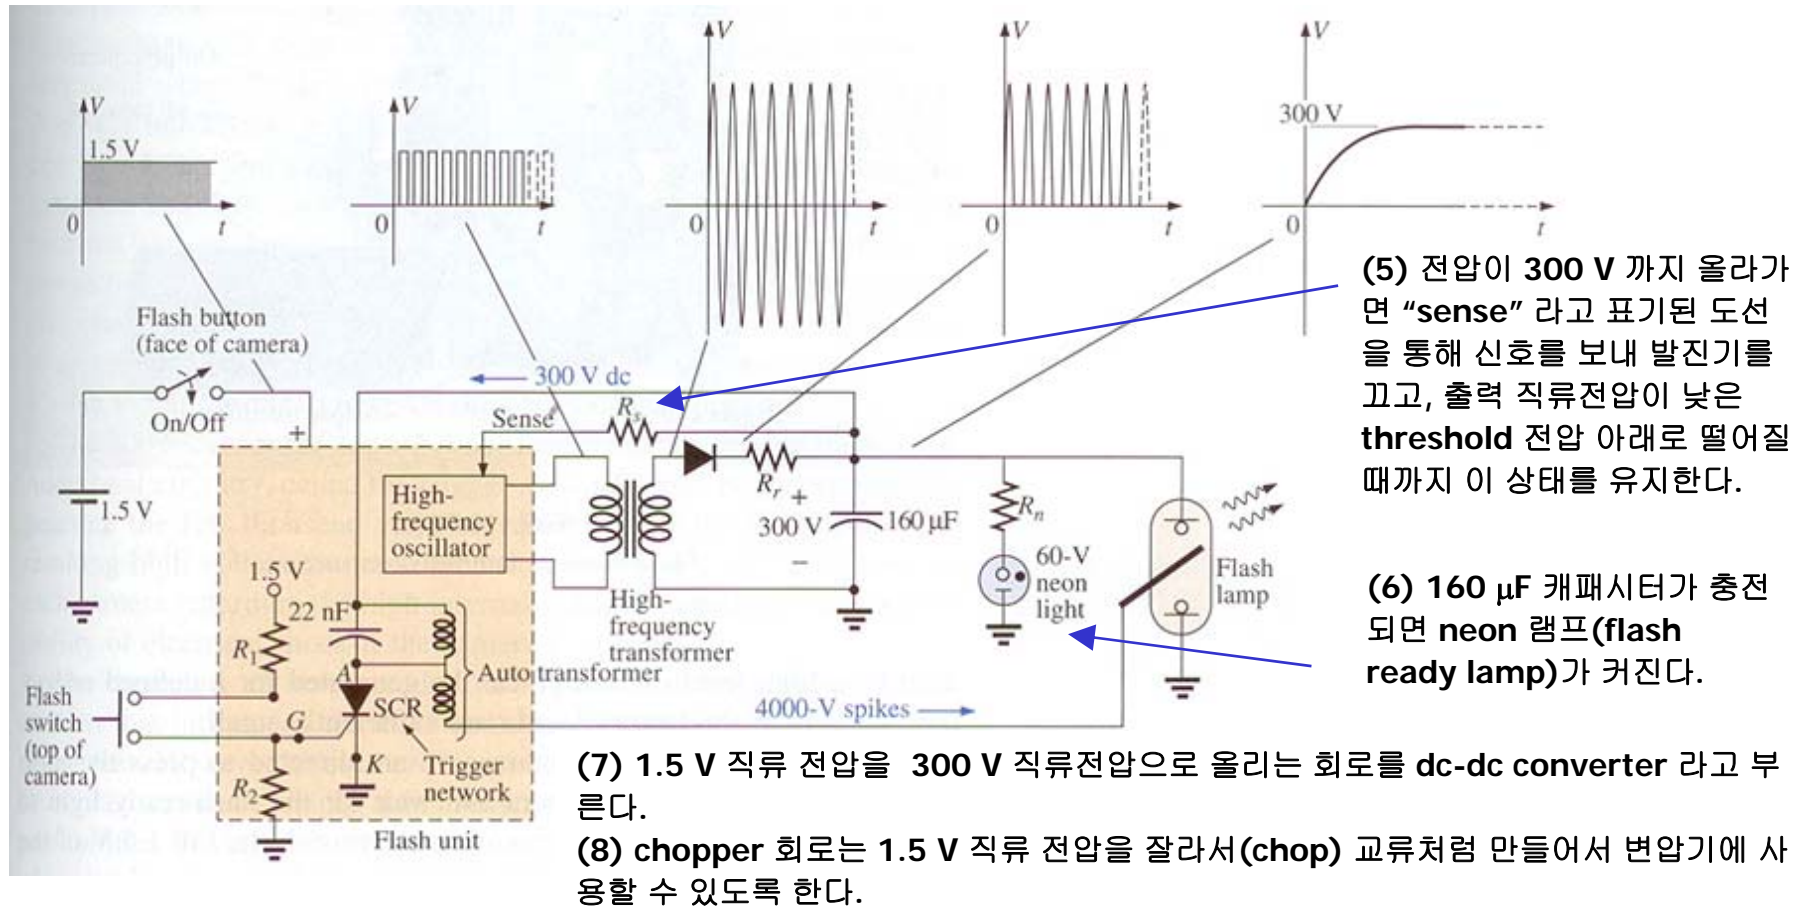 V
V
V
V
V
1.5 V
300 V
0
t
0
t
0
t
0
t
0
t
(5) 전압이 300 V 까지 올라가
면 “sense” 라고 표기된 도선
을 통해 신호를 보내 발진기를
끄고, 출력 직류전압이 낮은
threshold 전압 아래로 떨어질
때까지 이 상태를 유지한다.
Flash button
(face of camera)
On/Off
+
300 V dc
Sense
Rs
1.5 V
High-
frequency
oscillator
Rr
+
300 V
−
160 μF
Rn
60-V
neon
light
Flash
lamp
(6) 160 μF 캐패시터가 충전
되면 neon 램프(flash
ready lamp)가 커진다.
1.5 V
22 nF
R1
A
High-
frequency
transformer
Auto transformer
SCR
4000-V spikes
Flash
switch
(top of
camera)
G
K
R2
Trigger
network
Flash unit
(7) 1.5 V 직류 전압을 300 V 직류전압으로 올리는 회로를 dc-dc converter 라고 부
른다.
(8) chopper 회로는 1.5 V 직류 전압을 잘라서(chop) 교류처럼 만들어서 변압기에 사
용할 수 있도록 한다.